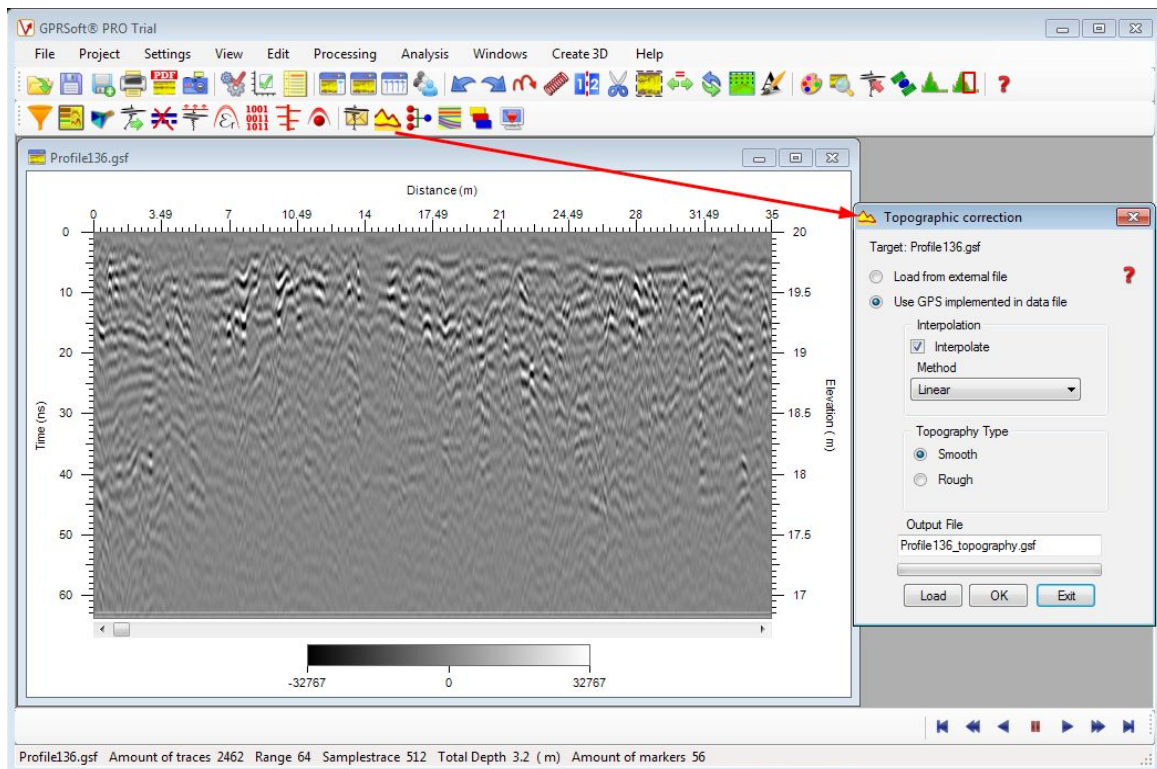 GPRSoft® PRO Trial
File Project Settings View Edit Processing Analysis Windows Create 3D Help
PDF
?
εr 1001 1001 1011
Profile136.gsf
Distance (m)
0 3.49 7 10,49 14 17,49 21 24,49 28 31,49 35
Time (ns)
0
10
20
30
40
50
60
20
19.5
19
18.5
18
17.5
17
Elevation ( m )
-32767 0 32767
Topographic correction
Target: Profile136.gsf
Load from external file
?
Use GPS implemented in data file
Interpolation
Interpolate
Method
Linear
Topography Type
Smooth
Rough
Output File
Profile136_topography.gsf
Load OK Exit
Profile136.gsf Amount of traces 2462 Range 64 Samplestrace 512 Total Depth 3.2 ( m ) Amount of markers 56